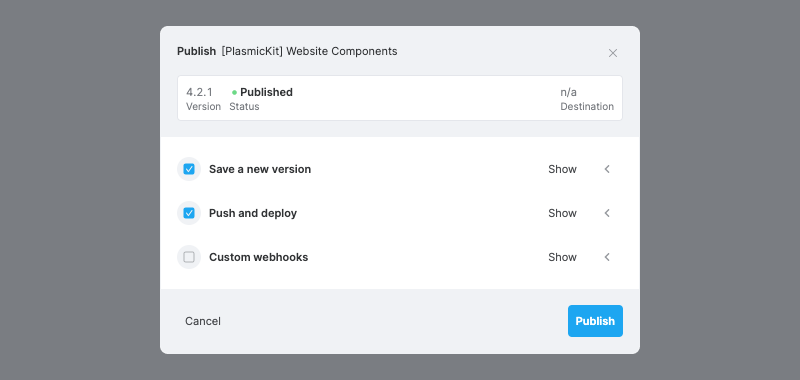 Publish [PlasmicKit] Website Components
4.2.1 Published n/a
Version Status Destination
Save a new version Show
Push and deploy Show
Custom webhooks Show
Cancel Publish